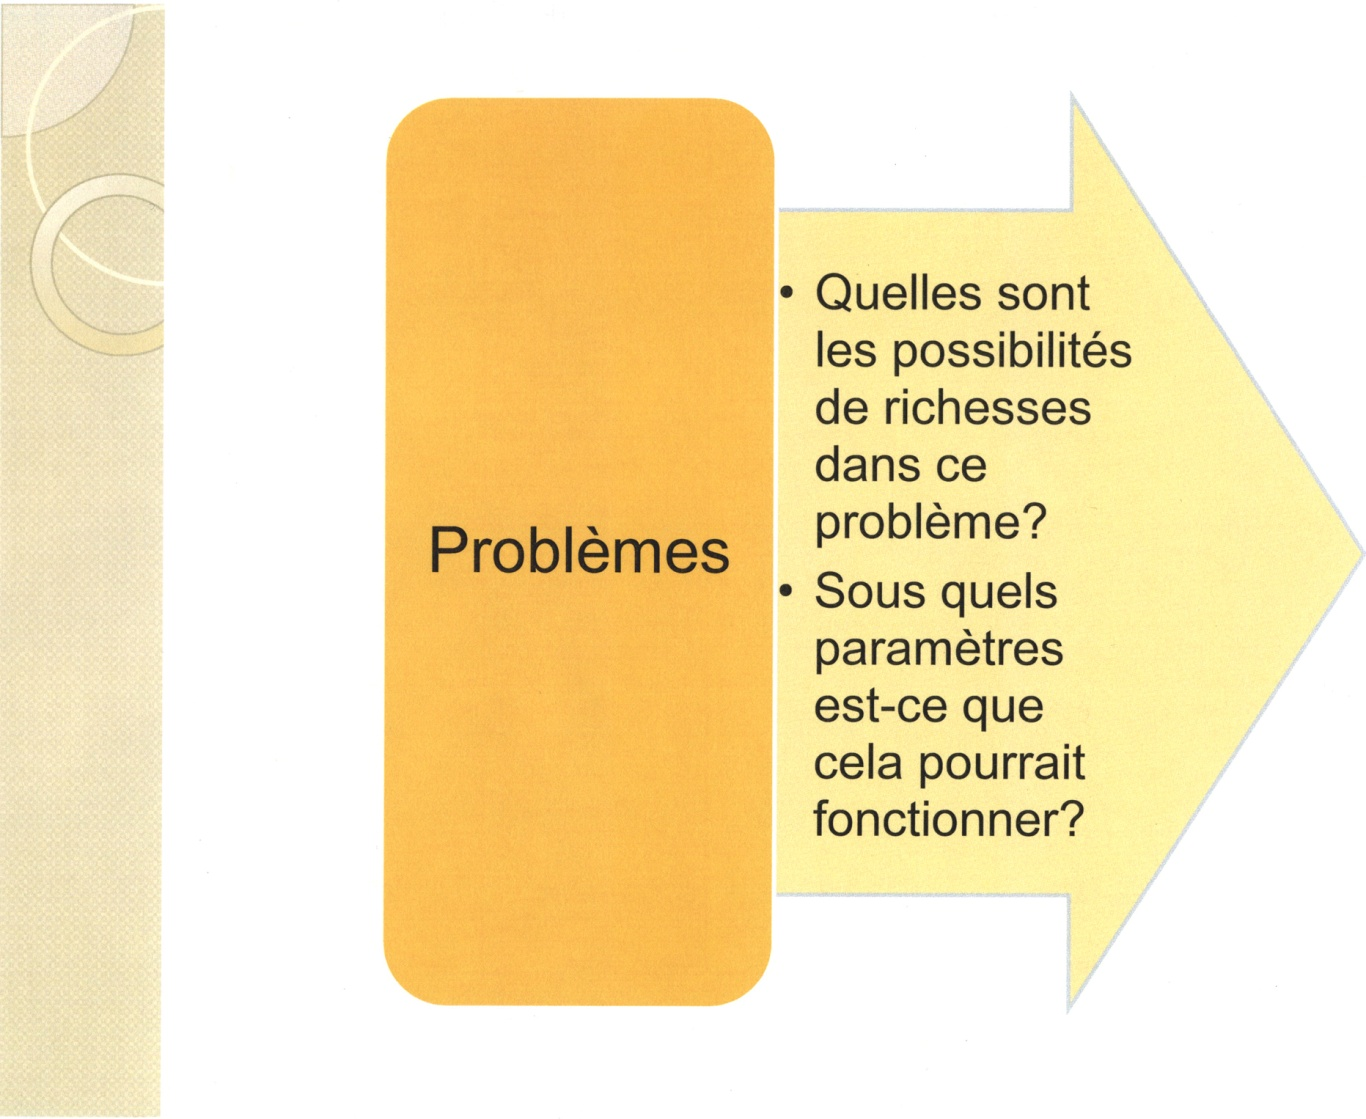 Problèmes
• Quelles sont
les possibilités
de richesses
dans ce
problème?
• Sous quels
paramètres
est-ce que
cela pourrait
fonctionner?